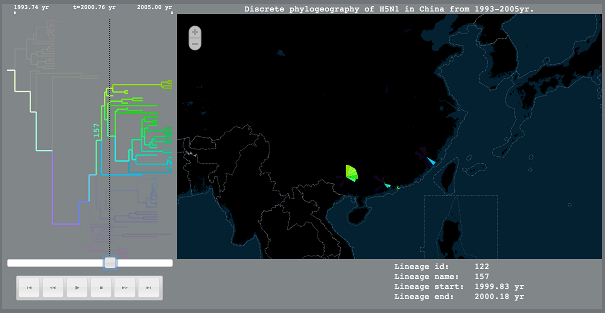 1993.74 yr t=2000.76 2005.00 yr
Discrete phylogeography of H5N1 in China from 1993-2005yr.
+
157
-
Lineage id: 122
Lineage name: 157
Lineage start: 1999.83 yr
Lineage end: 2000.18 yr